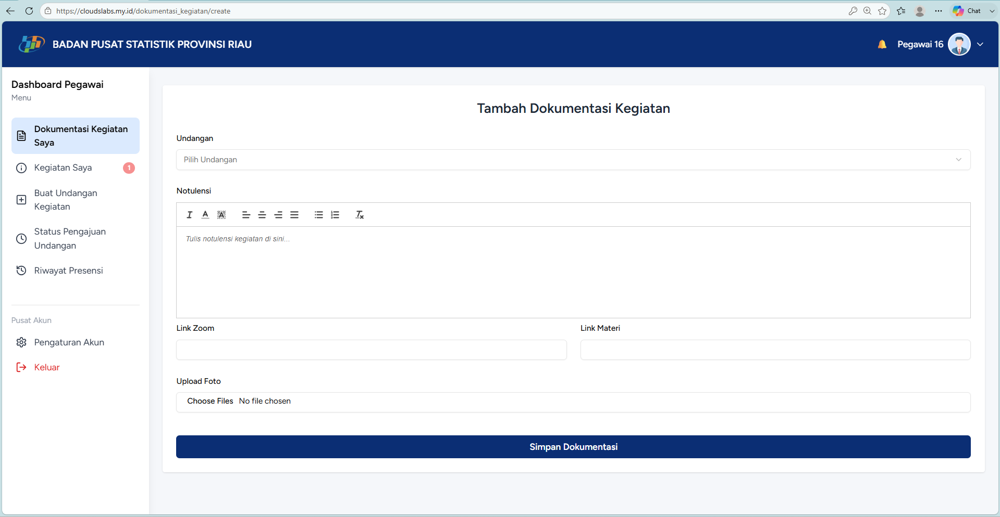 https://cloudslabs.my.id/dokumentasi_kegiatan/create
Chat
BADAN PUSAT STATISTIK PROVINSI RIAU
Pegawai 16
Dashboard Pegawai
Menu
Dokumentasi Kegiatan
Saya
Kegiatan Saya
1
Buat Undangan
Kegiatan
Status Pengajuan
Undangan
Riwayat Presensi
Pusat Akun
Pengaturan Akun
Keluar
Tambah Dokumentasi Kegiatan
Undangan
Pilih Undangan
Notulensi
Tulis notulensi kegiatan di sini...
Link Zoom
Link Materi
Upload Foto
Choose Files No file chosen
Simpan Dokumentasi